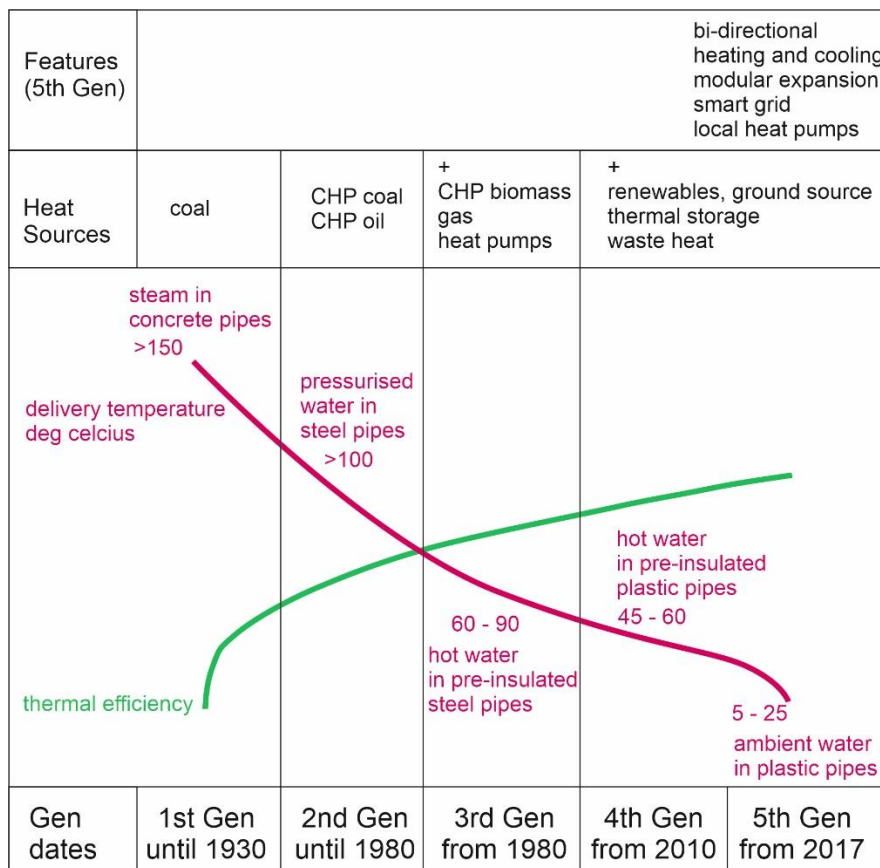 Features
(5th Gen)
bi-directional
heating and cooling
modular expansion
smart grid
local heat pumps
Heat
Sources
coal
CHP coal
CHP oil
+
CHP biomass
gas
heat pumps
+
renewables, ground source
thermal storage
waste heat
steam in
concrete pipes
>150
delivery temperature
deg celcius
pressurised
water in
steel pipes
>100
hot water
in pre-insulated
plastic pipes
45 - 60
60 - 90
hot water
in pre-insulated
steel pipes
thermal efficiency
5 - 25
ambient water
in plastic pipes
Gen
dates
1st Gen
until 1930
2nd Gen
until 1980
3rd Gen
from 1980
4th Gen
from 2010
5th Gen
from 2017